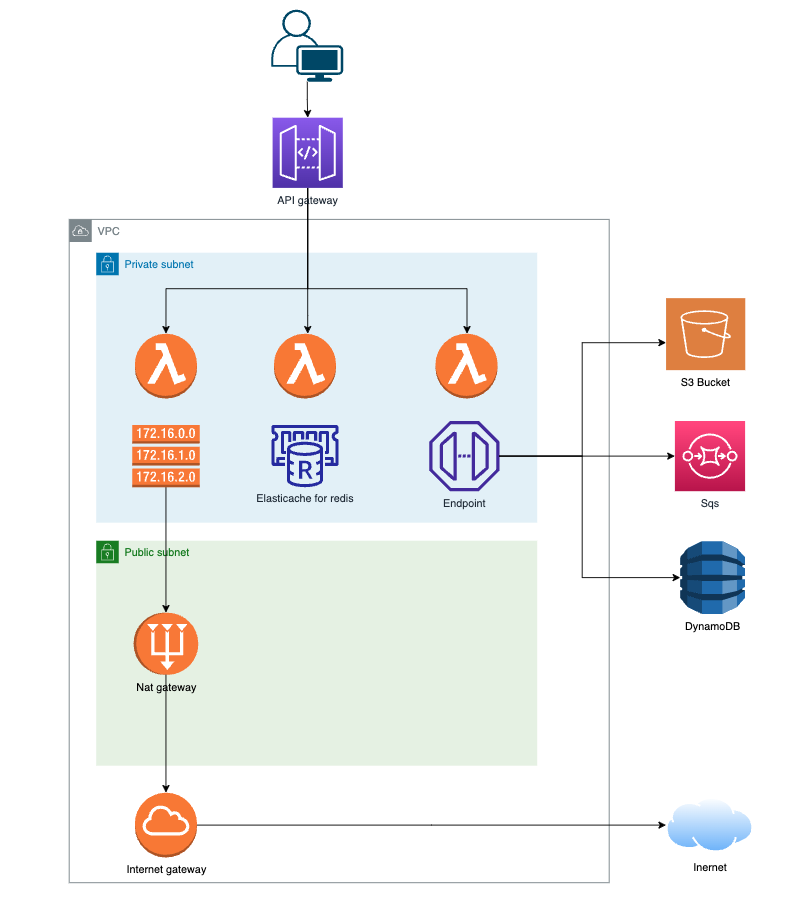 API gateway
VPC
Private subnet
172.16.0.0
172.16.1.0
172.16.2.0
R
Elasticache for redis
Endpoint
S3 Bucket
Sqs
DynamoDB
Public subnet
Nat gateway
Internet gateway
Inernet